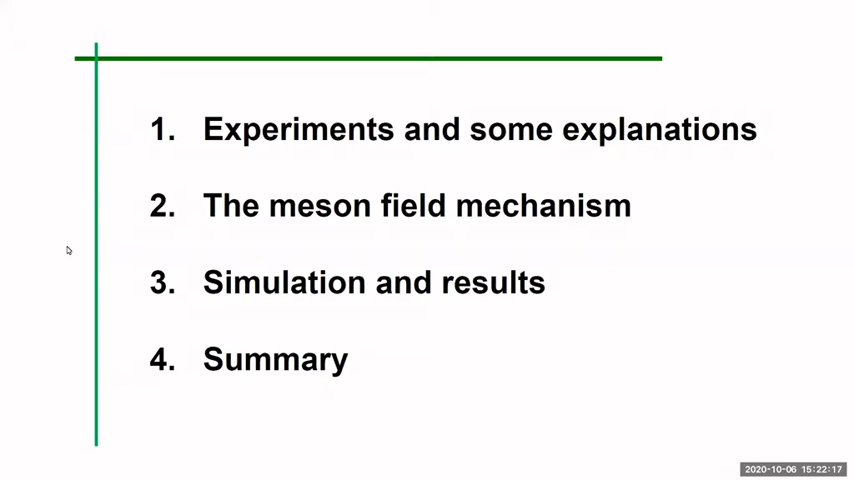 1. Experiments and some explanations
2. The meson field mechanism
3. Simulation and results
4. Summary
2020-10-06 15:22:17